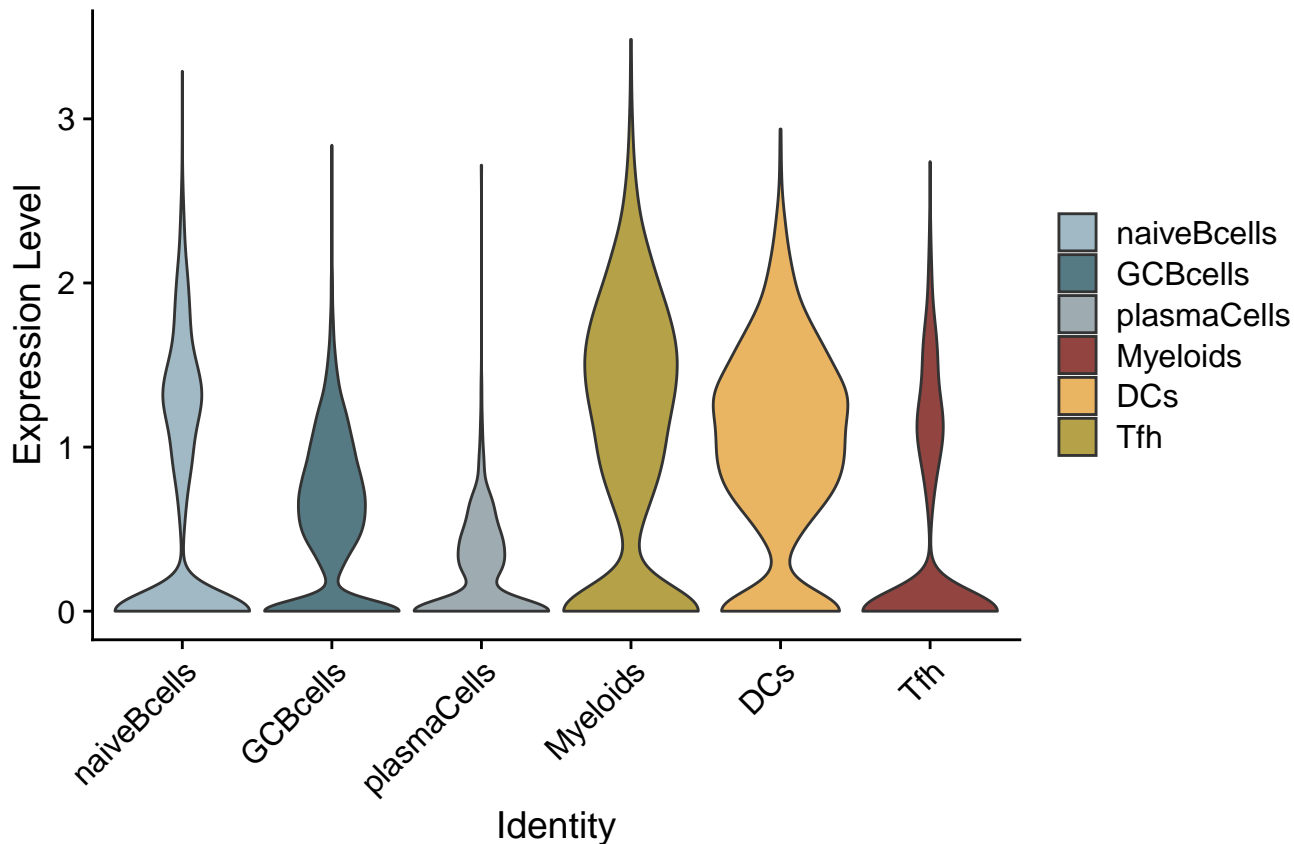 Expression Level
3
2
1
0
naiveBcells
GCBcells
plasmaCells
Myeloids
DCs
Tfh
Identity
naiveBcells
GCBcells
plasmaCells
Myeloids
DCs
Tfh